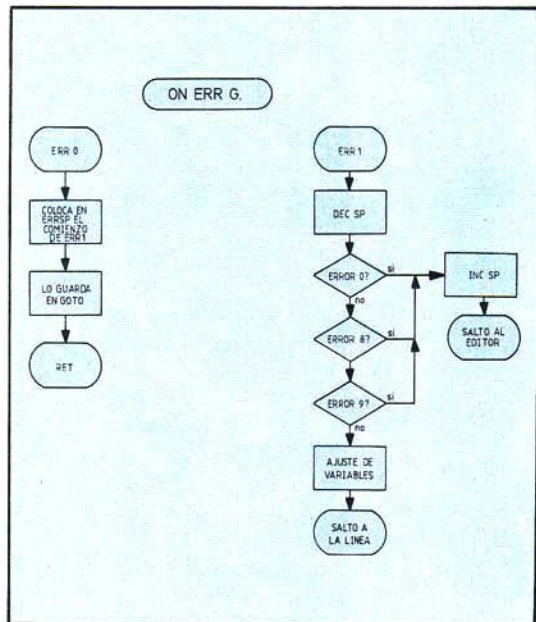 ON ERR G,
ERR 0
COLOCA EN
ERRSP EL
COMIENZO
DE ERR1
LO GUARDA
EN GOTO
RET
ERR 1
DEC SP
ERROR 0?
si
no
ERROR 8?
si
ERROR 9?
si
no
AJUSTE DE
VARIABLES
SALTO A
LA LINEA
INC SP
SALTO AL
EDITOR